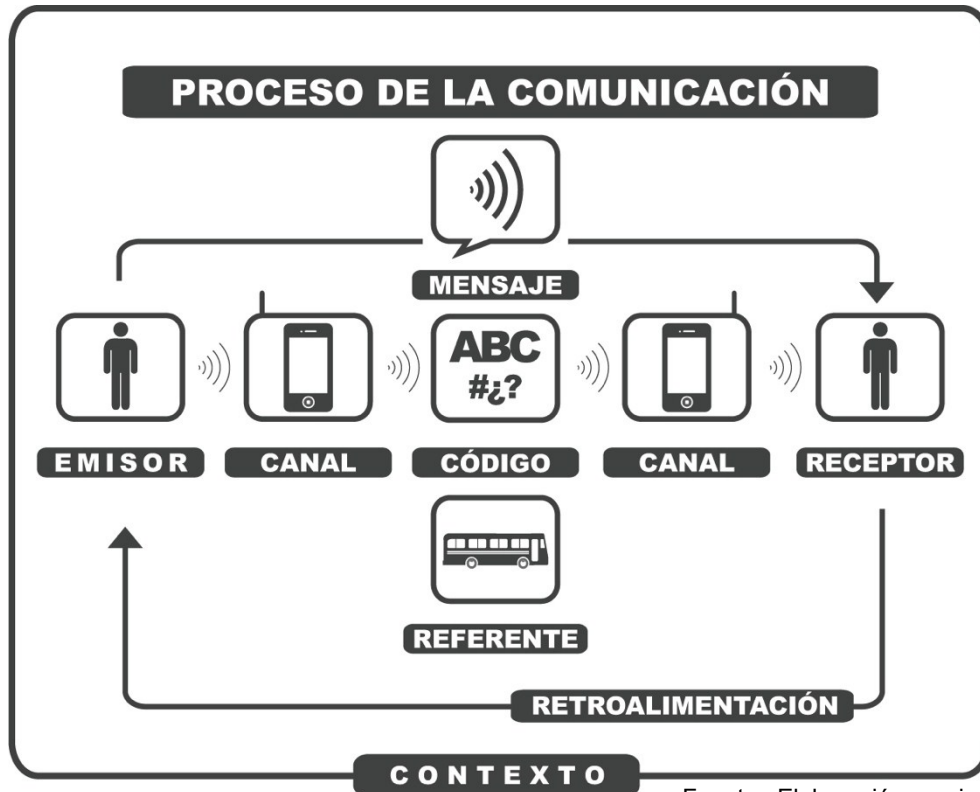 PROCESO DE LA COMUNICACIÓN
MENSAJE
ABC
#¿?
EMISOR CANAL CÓDIGO CANAL RECEPTOR
REFERENTE
RETROALIMENTACIÓN
CONTEXTO